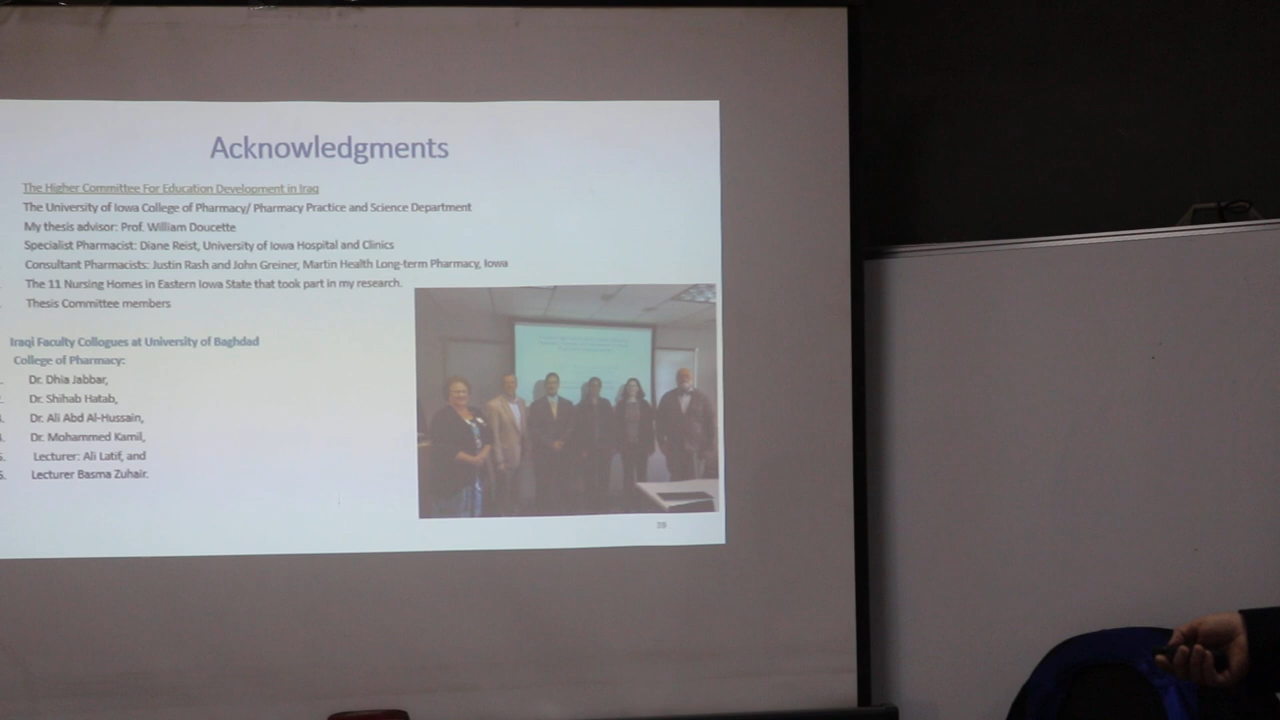 Acknowledgments
The Higher Committee For Education Development in Iraq
The University of Iowa College of Pharmacy/ Pharmacy Practice and Science Department
My thesis advisor: Prof. William Doucette
Specialist Pharmacist: Diane Reist, University of Iowa Hospital and Clinics
Consultant Pharmacists: Justin Rash and John Greiner, Martin Health Long-term Pharmacy, Iowa
The 11 Nursing Homes in Eastern Iowa State that took part in my research.
Thesis Committee members
Iraqi Faculty Collogues at University of Baghdad
College of Pharmacy:
Dr. Dhia Jabbar,
Dr. Shihab Hatab,
Dr. Ali Abd Al-Hussain,
Dr. Mohammed Kamil,
Lecturer: Ali Latif, and
Lecturer Basma Zuhair.